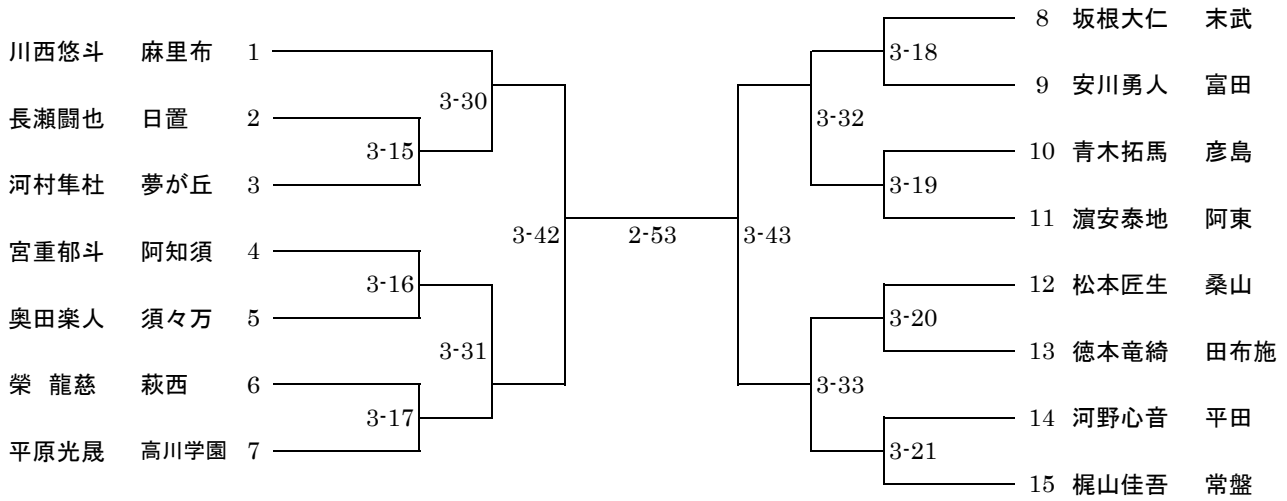 川西悠斗 麻里布 1
3-30
長瀬闘也 日置 2
3-15
河村隼杜 夢が丘 3
3-42
宮重郁斗 阿知須 4
3-16
奥田楽人 須々万 5
3-31
榮 龍慈 萩西 6
3-17
平原光晟 高川学園 7
2-53
8 坂根大仁 末武
3-18
9 安川勇人 富田
3-32
10 青木拓馬 彦島
3-19
11 濵安泰地 阿東
3-43
12 松本匠生 桑山
3-20
13 徳本竜綺 田布施
3-33
14 河野心音 平田
3-21
15 梶山佳吾 常盤